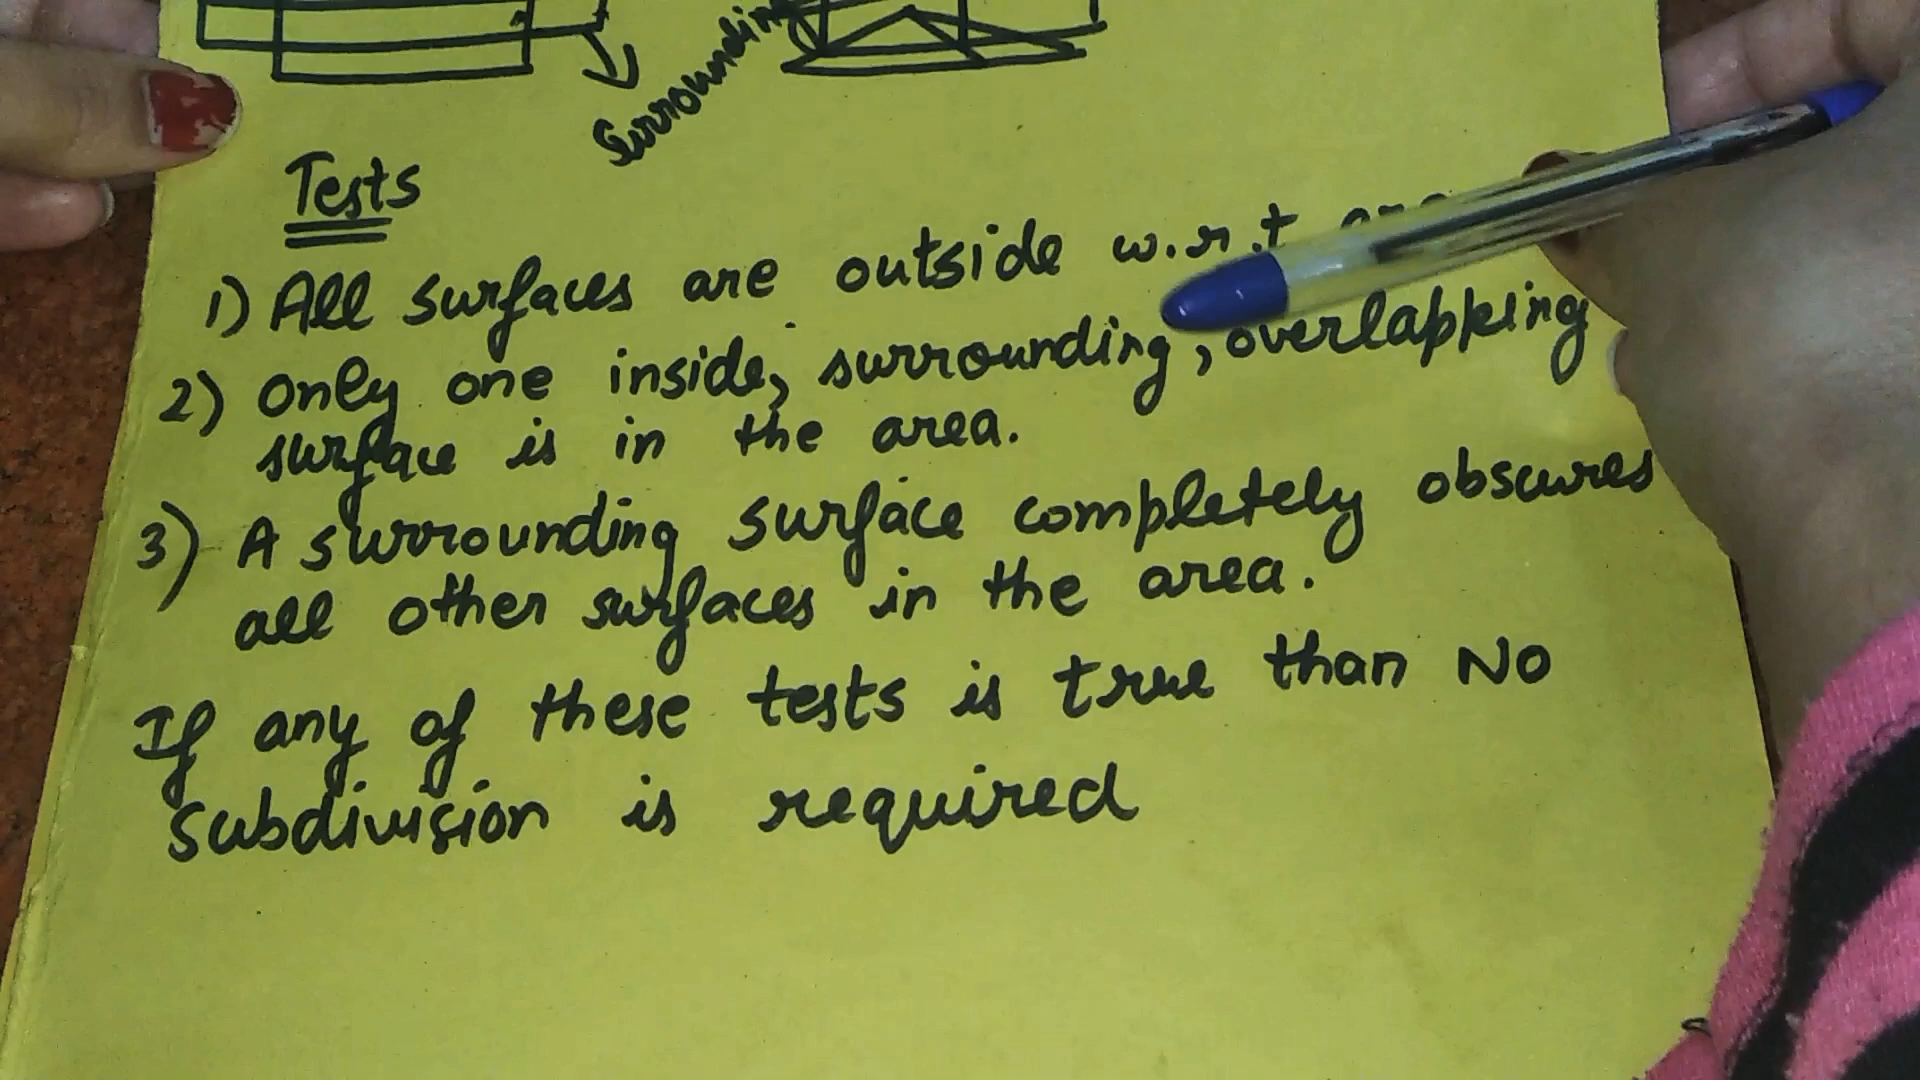 Surrounding
Tests
1) All surfaces are outside w.r.t
2) Only one inside, surrounding, overlapping
surface is in the area.
3) A surrounding surface completely obscures
all other surfaces in the area.
If any of these tests is true than No
subdivision is required